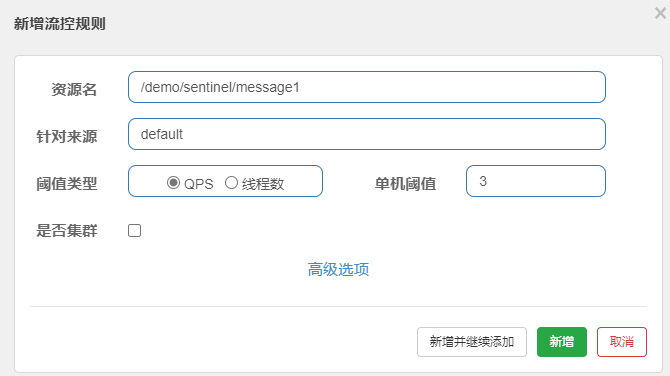 新增流控规则
资源名 /demo/sentinel/message1
针对来源 default
阈值类型 QPS 线程数 单机阈值 3
是否集群
高级选项
新增并继续添加 新增 取消